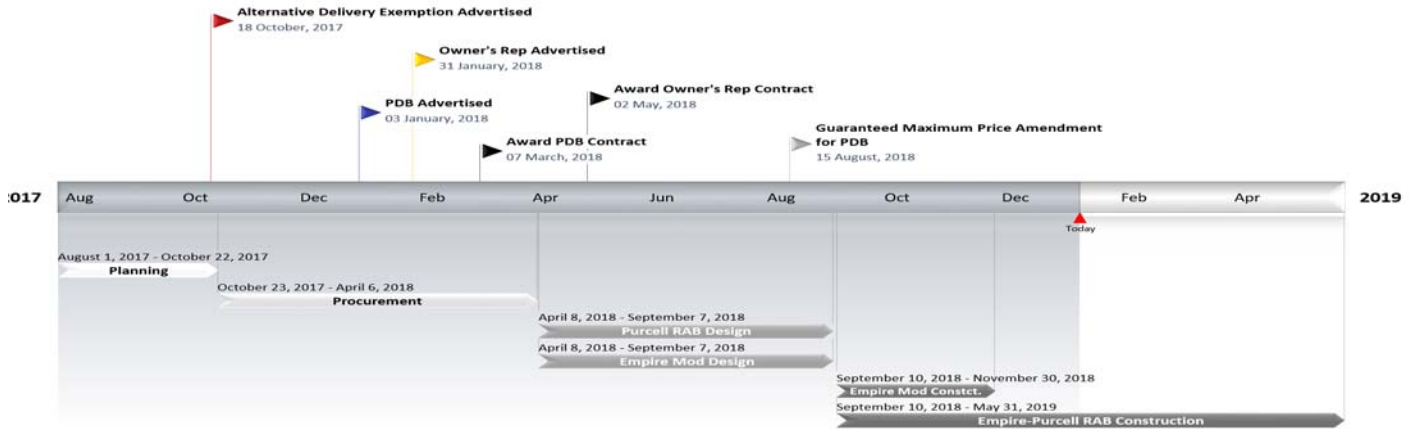 Alternative Delivery Exemption Advertised
18 October, 2017
Owner's Rep Advertised
31 January, 2018
Award Owner's Rep Contract
02 May, 2018
PDB Advertised
03 January, 2018
Guaranteed Maximum Price Amendment
for PDB
15 August, 2018
Award PDB Contract
07 March, 2018
2017 Aug Oct Dec Feb Apr Jun Aug Oct Dec Feb Apr 2019
Today
August 1, 2017 - October 22, 2017
Planning
October 23, 2017 - April 6, 2018
Procurement
April 8, 2018 - September 7, 2018
Purcell RAB Design
April 8, 2018 - September 7, 2018
Empire Mod Design
September 10, 2018 - November 30, 2018
Empire Mod Constct.
September 10, 2018 - May 31, 2019
Empire-Purcell RAB Construction